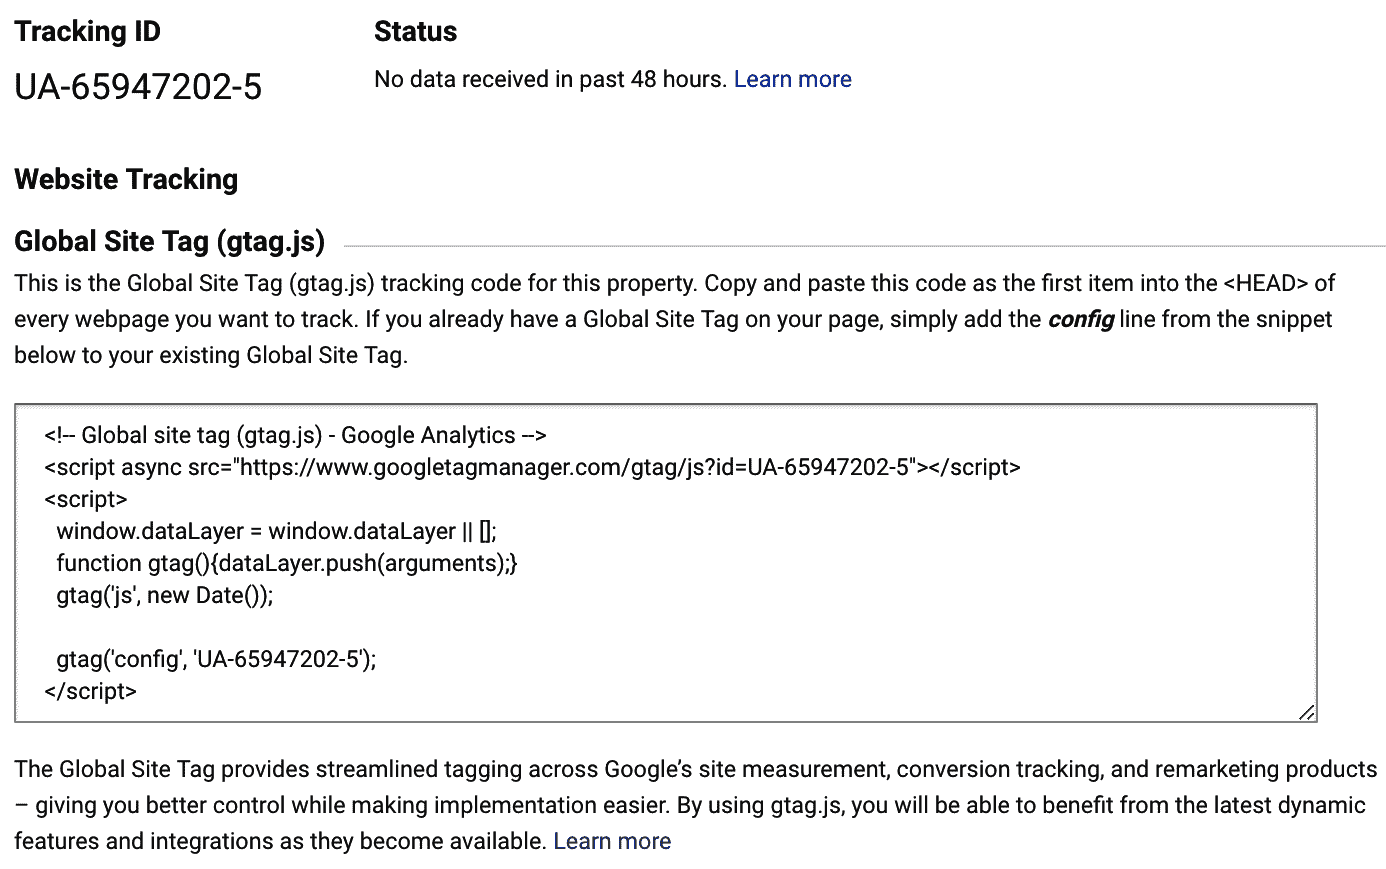 Tracking ID
Status
UA-65947202-5
No data received in past 48 hours. Learn more
Website Tracking
Global Site Tag (gtag.js)
This is the Global Site Tag (gtag.js) tracking code for this property. Copy and paste this code as the first item into the <HEAD> of
every webpage you want to track. If you already have a Global Site Tag on your page, simply add the config line from the snippet
below to your existing Global Site Tag.
<!-- Global site tag (gtag.js) - Google Analytics -->
<script async src="https://www.googletagmanager.com/gtag/js?id=UA-65947202-5"></script>
<script>
window.dataLayer = window.dataLayer || [];
function gtag(){dataLayer.push(arguments);}
gtag('js', new Date());
gtag('config', 'UA-65947202-5');
</script>
The Global Site Tag provides streamlined tagging across Google's site measurement, conversion tracking, and remarketing products
– giving you better control while making implementation easier. By using gtag.js, you will be able to benefit from the latest dynamic
features and integrations as they become available. Learn more